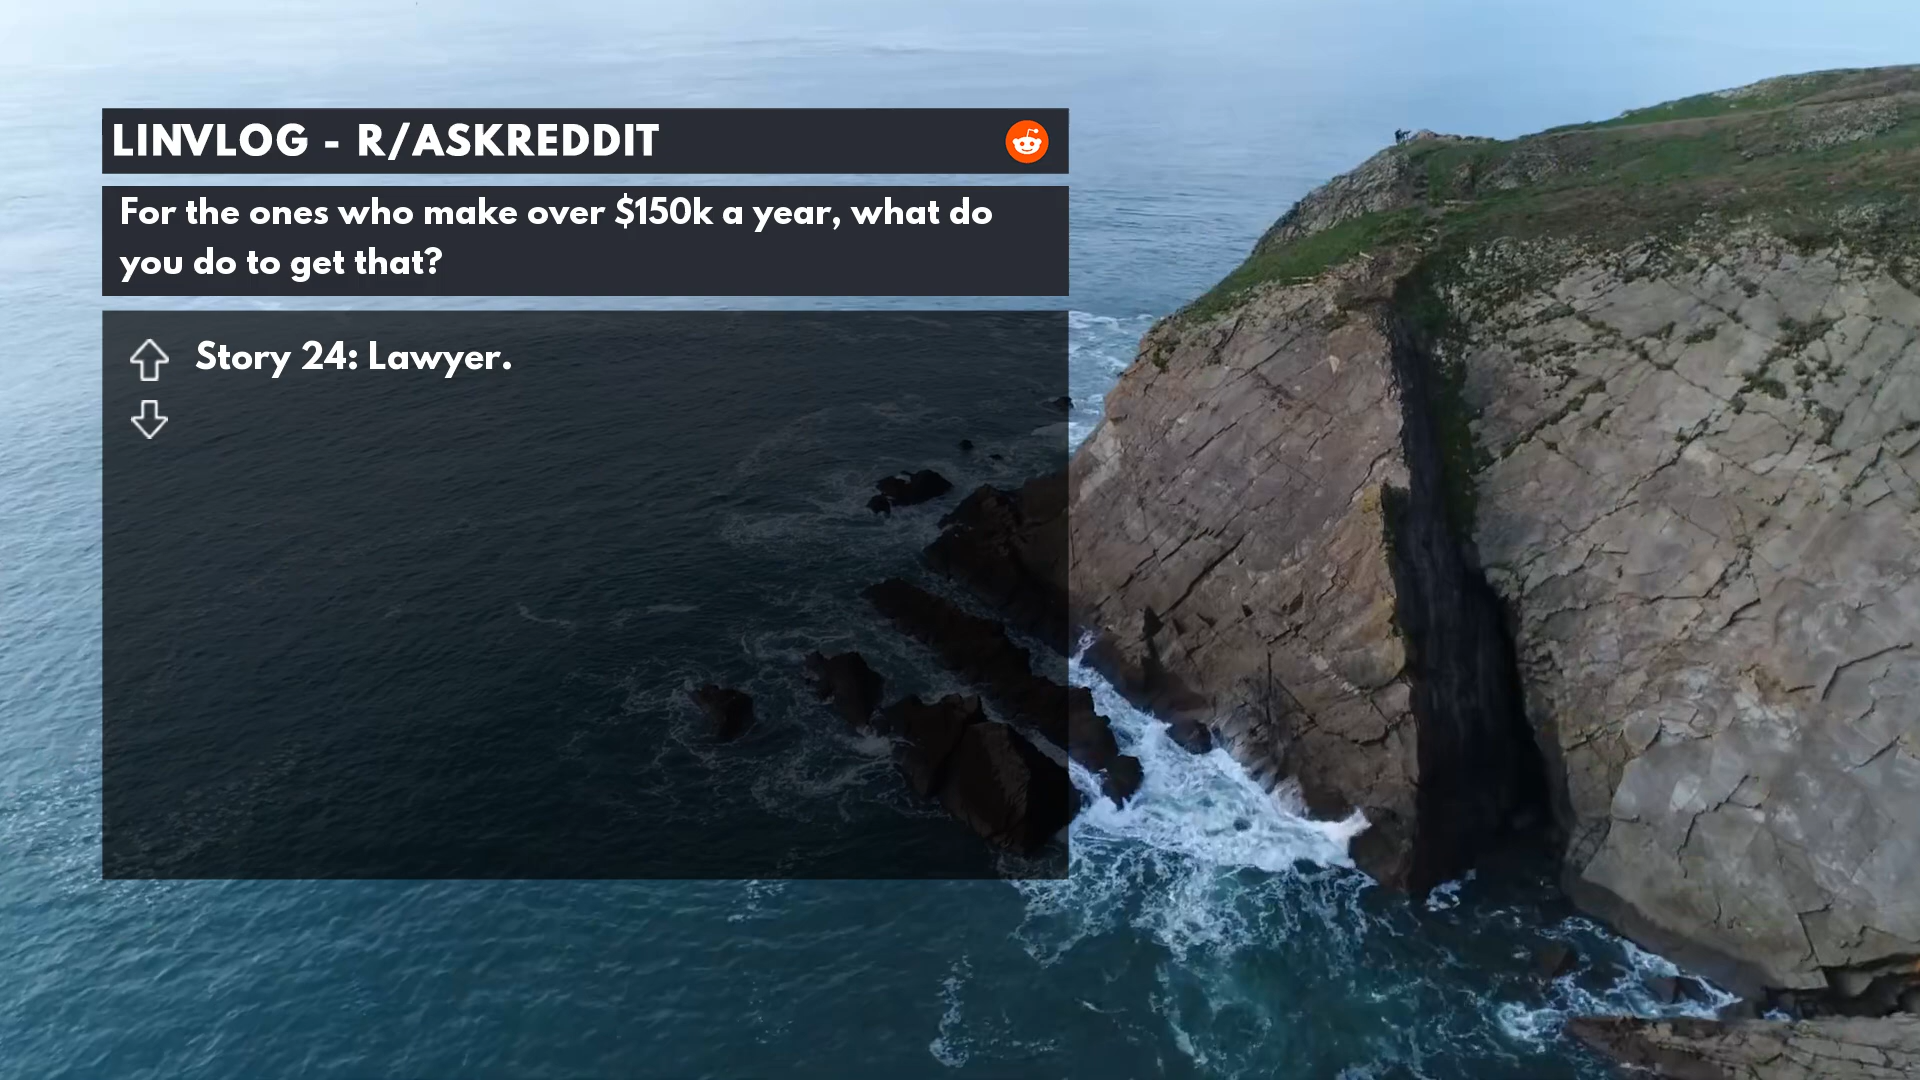 LINVLOG - R/ASKREDDIT
For the ones who make over $150k a year, what do
you do to get that?
Story 24: Lawyer.